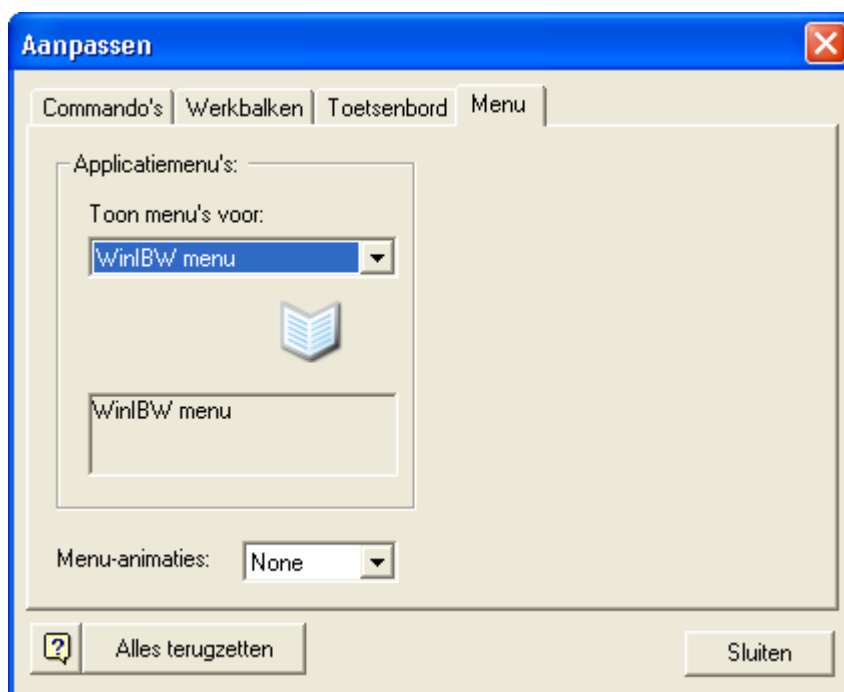 Aanpassen
Commando's Werkbalken Toetsenbord Menu
Applicatiemenu's:
Toon menu's voor:
WinIBW menu
WinIBW menu
Menu-animaties: None
Alles terugzetten Sluiten